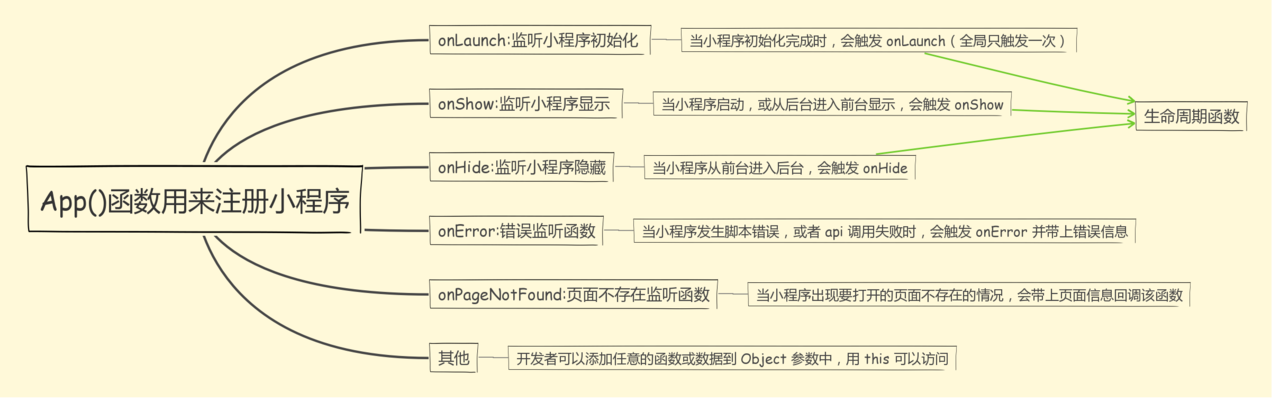 onLaunch:监听小程序初始化
当小程序初始化完成时，会触发 onLaunch（全局只触发一次）
onShow:监听小程序显示
当小程序启动，或从后台进入前台显示，会触发 onShow
生命周期函数
onHide:监听小程序隐藏
当小程序从前台进入后台，会触发 onHide
App()函数用来注册小程序
onError:错误监听函数
当小程序发生脚本错误，或者 api 调用失败时，会触发 onError 并带上错误信息
onPageNotFound:页面不存在监听函数
当小程序出现要打开的页面不存在的情况，会带上页面信息回调该函数
其他
开发者可以添加任意的函数或数据到 Object 参数中，用 this 可以访问